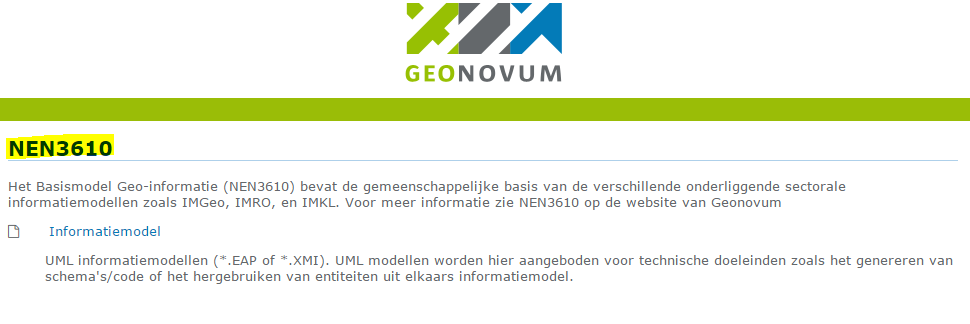 GEONOVUM
NEN3610
Het Basismodel Geo-informatie (NEN3610) bevat de gemeenschappelijke basis van de verschillende onderliggende sectorale
informatiemodellen zoals IMGeo, IMRO, en IMKL. Voor meer informatie zie NEN3610 op de website van Geonovum
Informatiemodel
UML informatiemodellen (*.EAP of *.XMI). UML modellen worden hier aangeboden voor technische doeleinden zoals het genereren van
schema's/code of het hergebruiken van entiteiten uit elkaars informatiemodel.